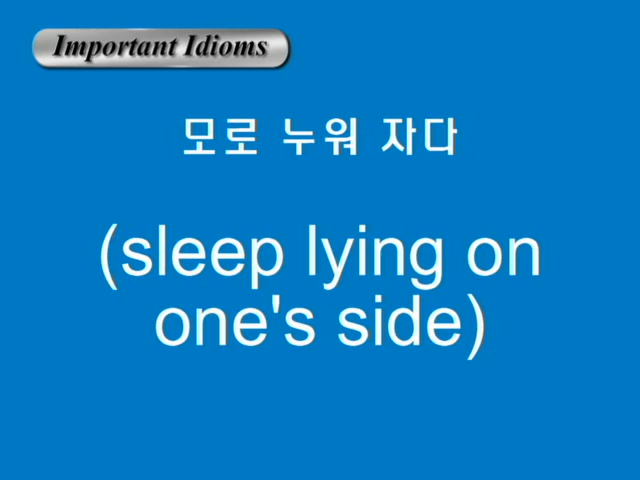 Important Idioms
모로 누워 자다
(sleep lying on
one's side)